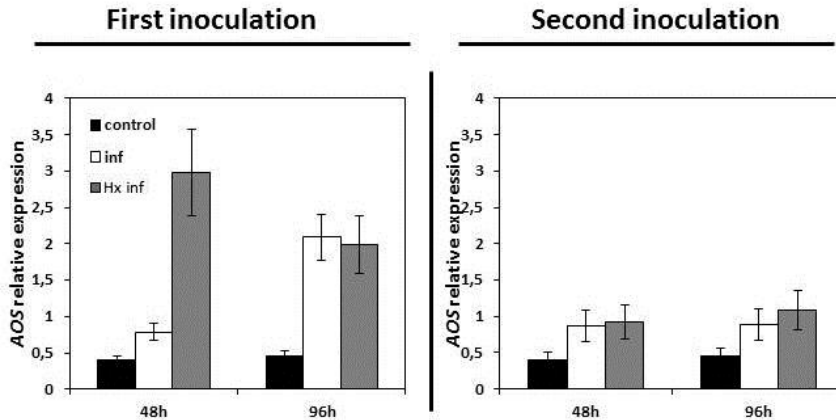 First inoculation
Second inoculation
AOS relative expression
4
3,5
3
2,5
2
1,5
1
0,5
0
control
inf
Hx inf
48h
96h
AOS relative expression
4
3,5
3
2,5
2
1,5
1
0,5
0
48h
96h